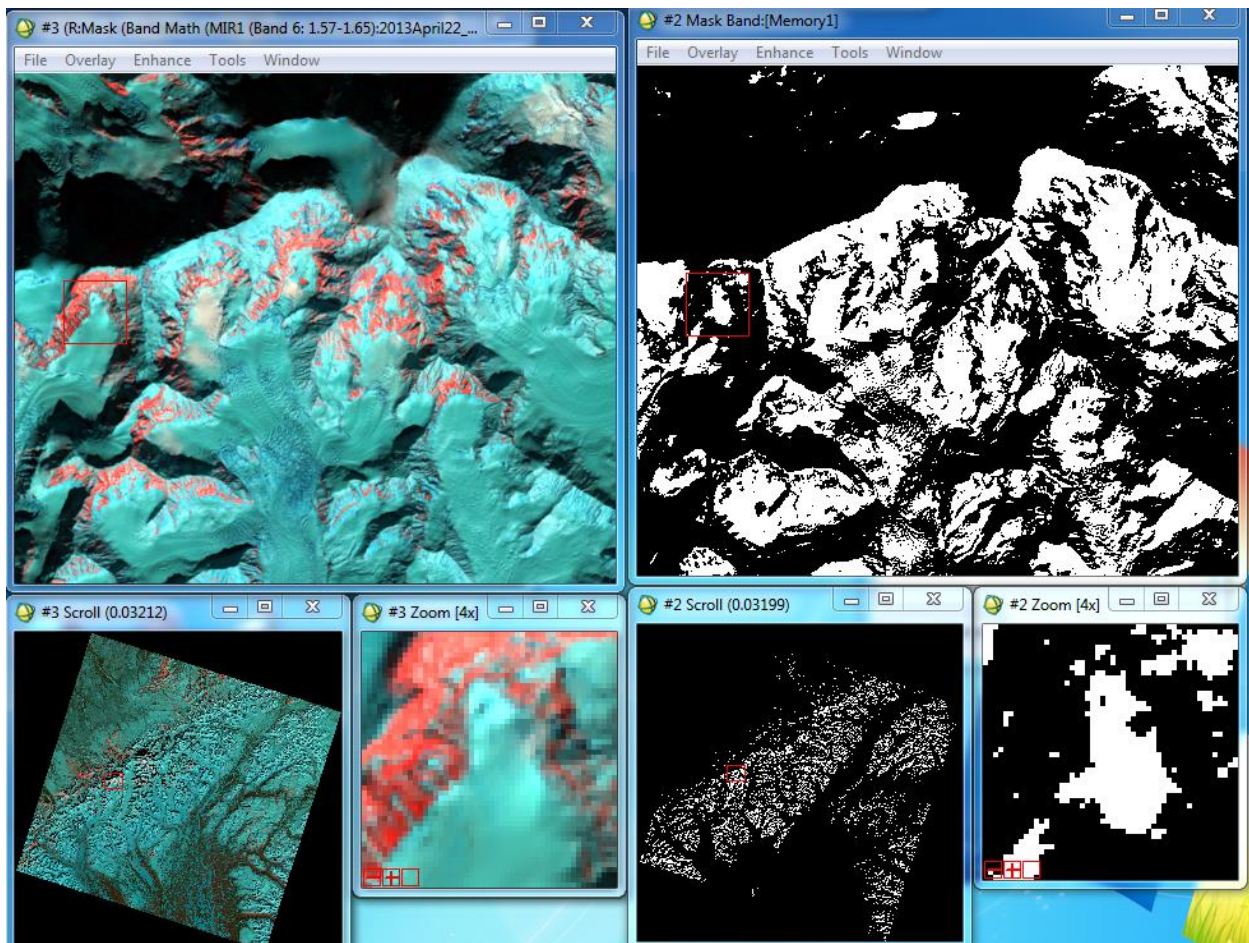 #3 (R:Mask (Band Math (MIR1 (Band 6: 1.57-1.65):2013April22_...
File Overlay Enhance Tools Window
#2 Mask Band:[Memory1]
File Overlay Enhance Tools Window
#3 Scroll (0.03212)
#3 Zoom [4x]
#2 Scroll (0.03199)
#2 Zoom [4x]